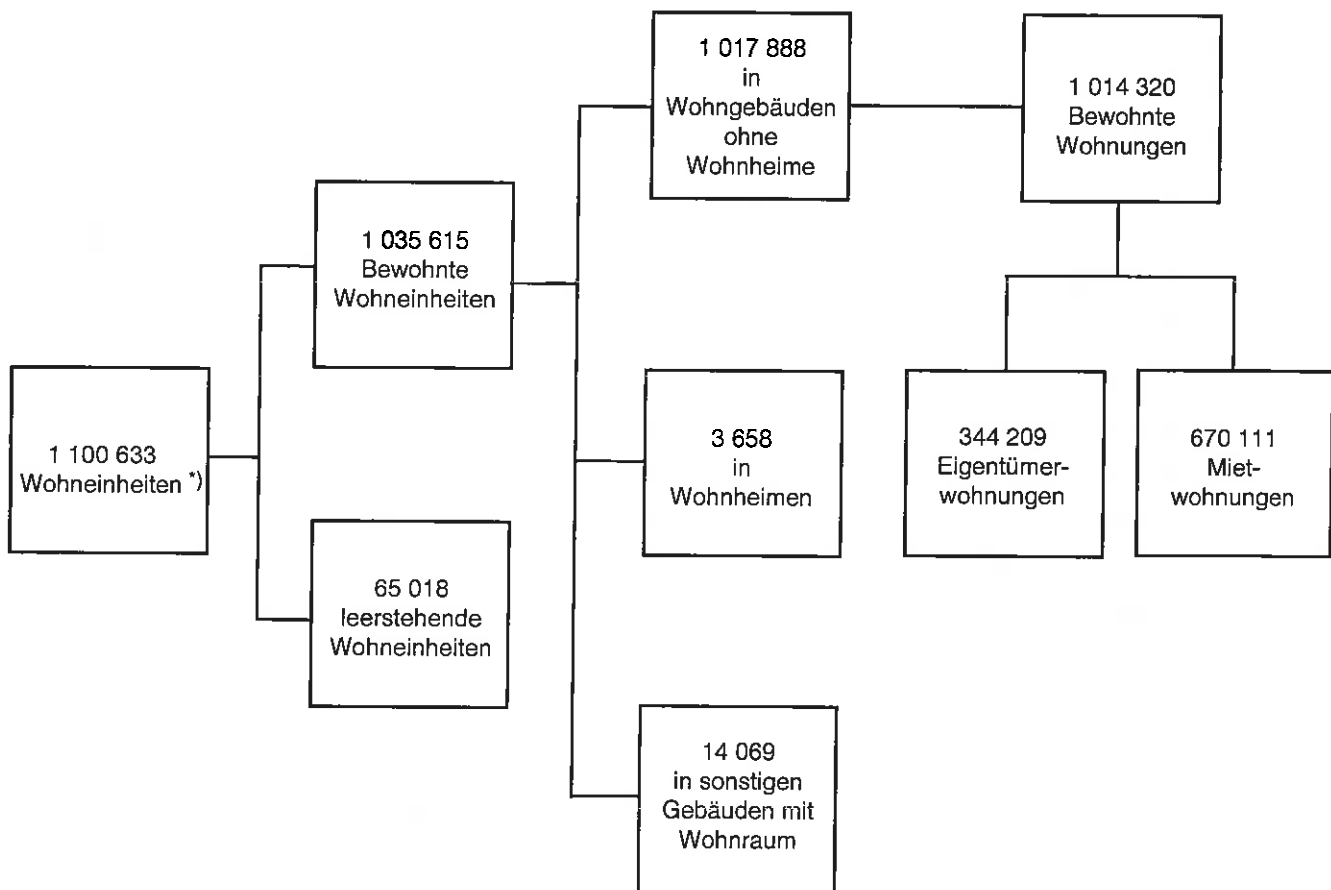 1 017 888
in
Wohngebäuden
ohne
Wohnheime
1 014 320
Bewohnte
Wohnungen
1 035 615
Bewohnte
Wohneinheiten
1 100 633
Wohneinheiten *)
3 658
in
Wohnheimen
344 209
Eigentümer-
wohnungen
670 111
Miet-
wohnungen
65 018
leerstehende
Wohneinheiten
14 069
in sonstigen
Gebäuden mit
Wohnraum